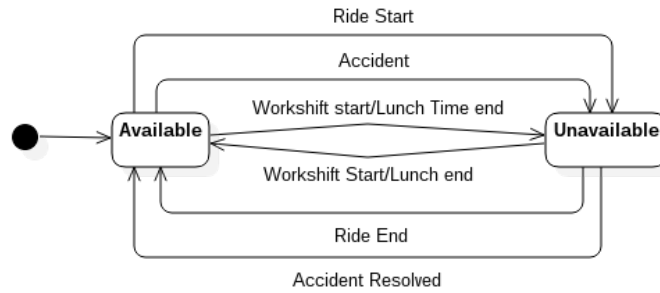 Ride Start
Accident
Workshift start/Lunch Time end
Available
Unavailable
Workshift Start/Lunch end
Ride End
Accident Resolved